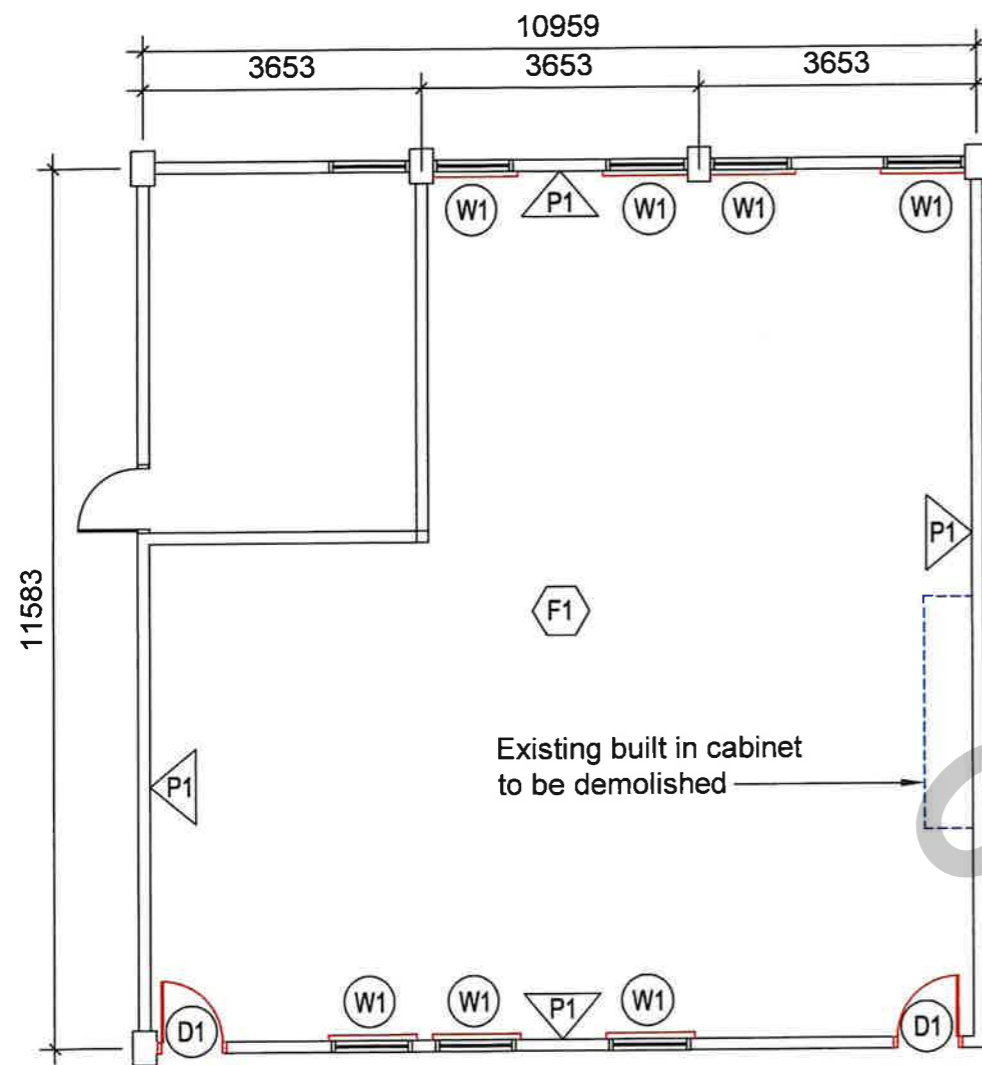 10959
3653 3653 3653
W1 P1 W1 W1 W1
P1
11583
F1
Existing built in cabinet
to be demolished
P1
W1 W1 P1 W1
D1 D1